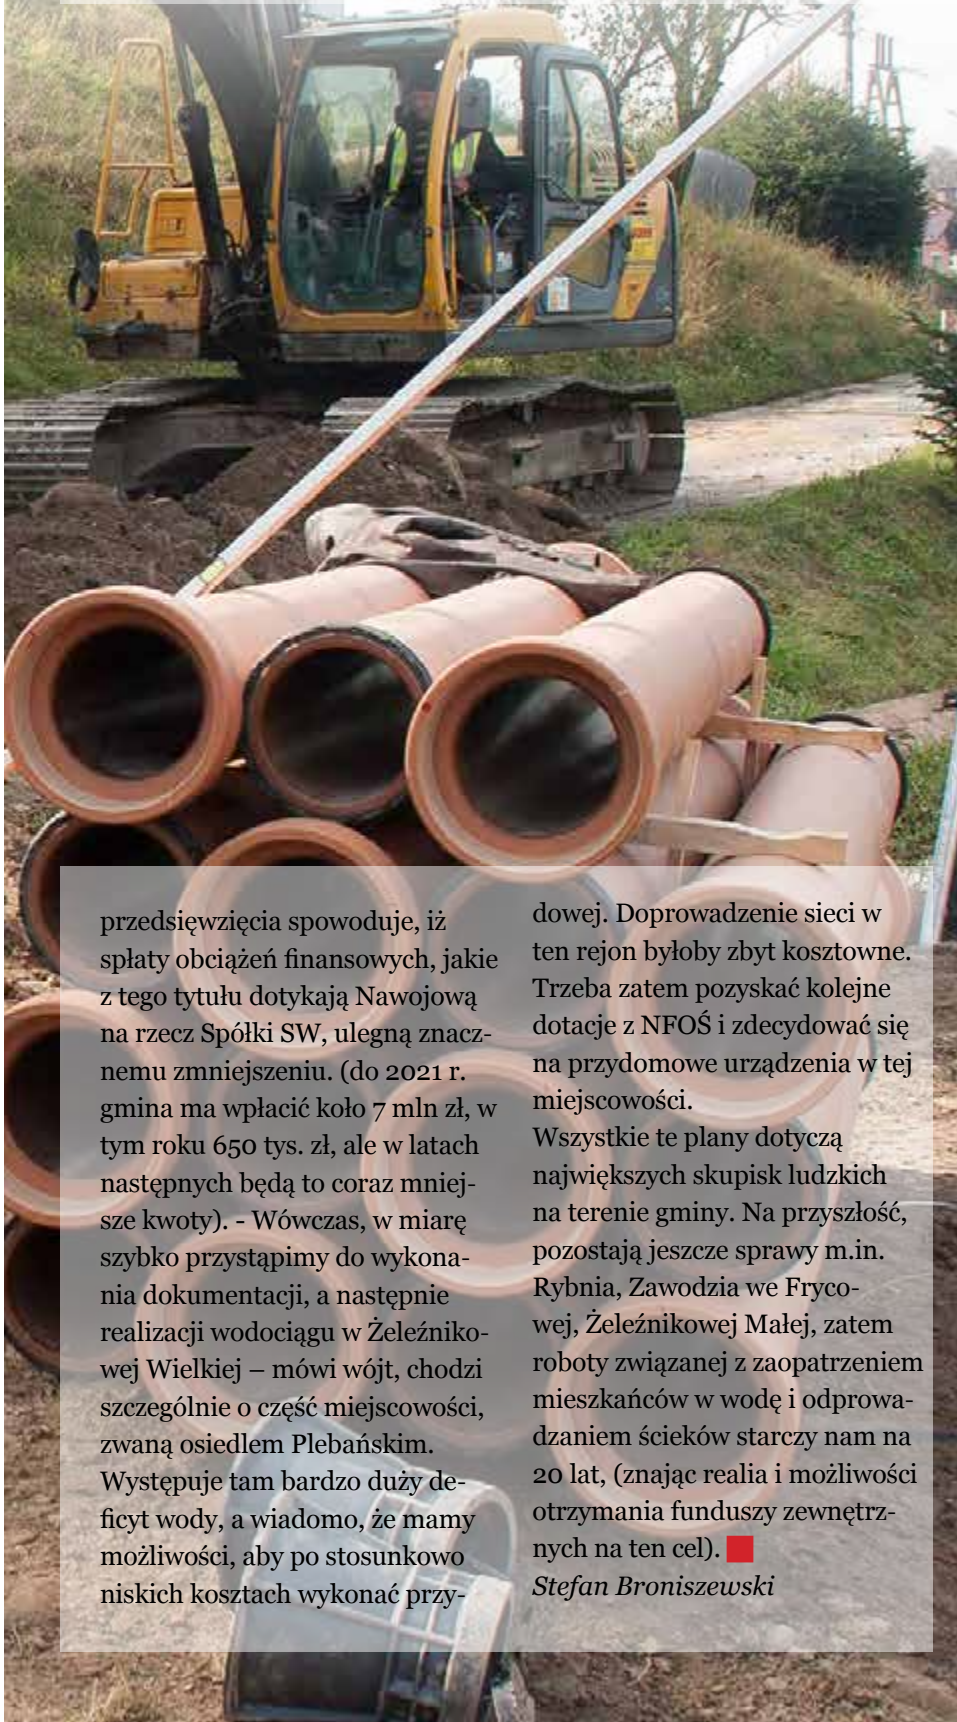 przedsięwzięcia spowoduje, iż
spłaty obciążeń finansowych, jakie
z tego tytułu dotykają Nawojową
na rzecz Spółki SW, ulegną znacz-
nemu zmniejszeniu. (do 2021 r.
gmina ma wpłacić koło 7 mln zł, w
tym roku 650 tys. zł, ale w latach
następnych będą to coraz mniej-
sze kwoty). - Wówczas, w miarę
szybko przystąpimy do wykona-
nia dokumentacji, a następnie
realizacji wodociągu w Żeleźniko-
wej Wielkiej – mówi wójt, chodzi
szczególnie o część miejscowości,
zwaną osiedlem Plebańskim.
Występuje tam bardzo duży de-
ficyt wody, a wiadomo, że mamy
możliwości, aby po stosunkowo
niskich kosztach wykonać przy-
dowej. Doprowadzenie sieci w
ten rejon byłoby zbyt kosztowne.
Trzeba zatem pozyskać kolejne
dotacje z NFOŚ i zdecydować się
na przydomowe urządzenia w tej
miejscowości.
Wszystkie te plany dotyczą
największych skupisk ludzkich
na terenie gminy. Na przyszłość,
pozostają jeszcze sprawy m.in.
Rybnia, Zawodzia we Fryco-
wej, Żeleźnikowej Małej, zatem
roboty związanej z zaopatrzeniem
mieszkańców w wodę i odprowa-
dzaniem ścieków starczy nam na
20 lat, (znając realia i możliwości
otrzymania funduszy zewnętrz-
nych na ten cel).
Stefan Broniszewski